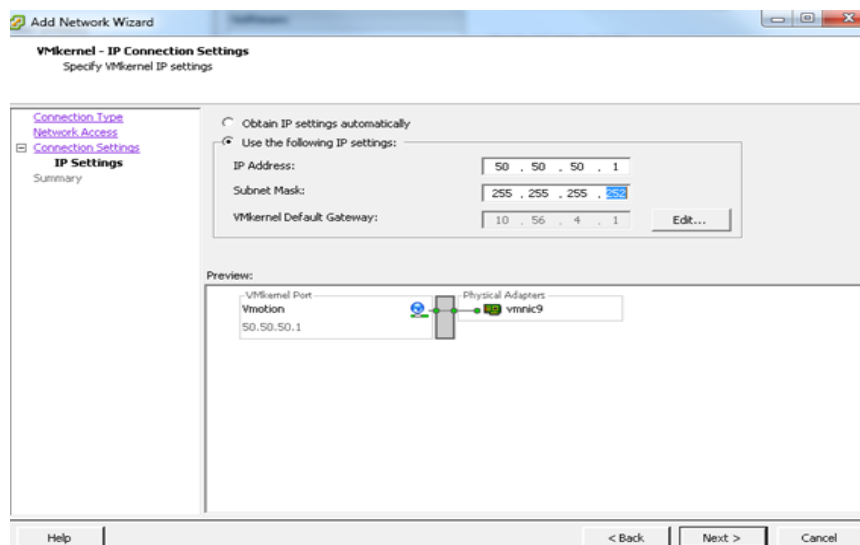 Add Network Wizard
VMkernel - IP Connection Settings
Specify VMkernel IP settings
Connection Type
Network Access
Connection Settings
IP Settings
Summary
Obtain IP settings automatically
Use the following IP settings:
IP Address: 50 . 50 . 50 . 1
Subnet Mask: 255 . 255 . 255 . 252
VMkernel Default Gateway: 10 . 56 . 4 . 1 Edit...
Preview:
VMkernel Port
Vmotion
50.50.50.1
Physical Adapters
vmnic9
Help
< Back
Next >
Cancel